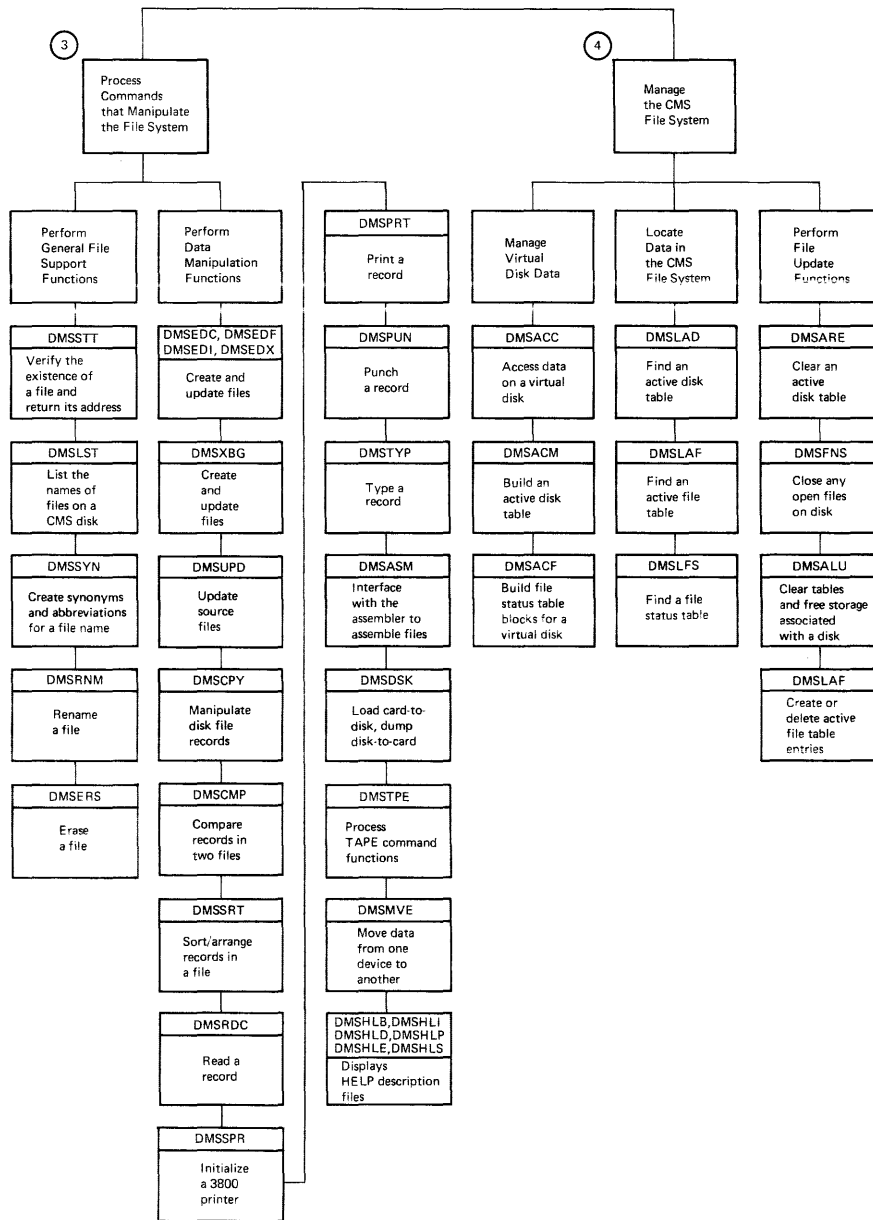 3
Process
Commands
that Manipulate
the File System
4
Manage
the CMS
File System
Perform
General File
Support
Functions
DMSSTT
Verify the
existence of
a file and
return its address
DMSLST
List the
names of
files on a
CMS disk
DMSSYN
Create synonyms
and abbreviations
for a file name
DMSRNM
Rename
a file
DMSERS
Erase
a file
Perform
Data
Manipulation
Functions
DMSEDC, DMSEDF
DMSEDI, DMSEDX
Create and
update files
DMSXBG
Create
and
update
files
DMSUPD
Update
source
files
DMSCPY
Manipulate
disk file
records
DMSCMP
Compare
records in
two files
DMSSRT
Sort/arrange
records in
a file
DMSRDC
Read a
record
DMSSPR
Initialize
a 3800
printer
DMSPRT
Print a
record
DMSPUN
Punch
a record
DMSTYP
Type a
record
DMSASM
Interface
with the
assembler to
assemble files
DMSDSK
Load card-to-
disk, dump
disk-to-card
DMSTPE
Process
TAPE command
functions
DMSMVE
Move data
from one
device to
another
DMSHLB,DMSHLI
DMSHLD,DMSHLP
DMSHLE,DMSHLS
Displays
HELP description
files
Manage
Virtual
Disk Data
DMSACC
Access data
on a virtual
disk
DMSACM
Build an
active disk
table
DMSACF
Build file
status table
blocks for a
virtual disk
Locate
Data in
the CMS
File System
DMSLAD
Find an
active disk
table
DMSLAF
Find an
active file
table
DMSLFS
Find a file
status table
Perform
File
Update
Functions
DMSARE
Clear an
active
disk table
DMSFNS
Close any
open files
on disk
DMSALU
Clear tables
and free storage
associated
with a disk
DMSLAF
Create or
delete active
file table
entries